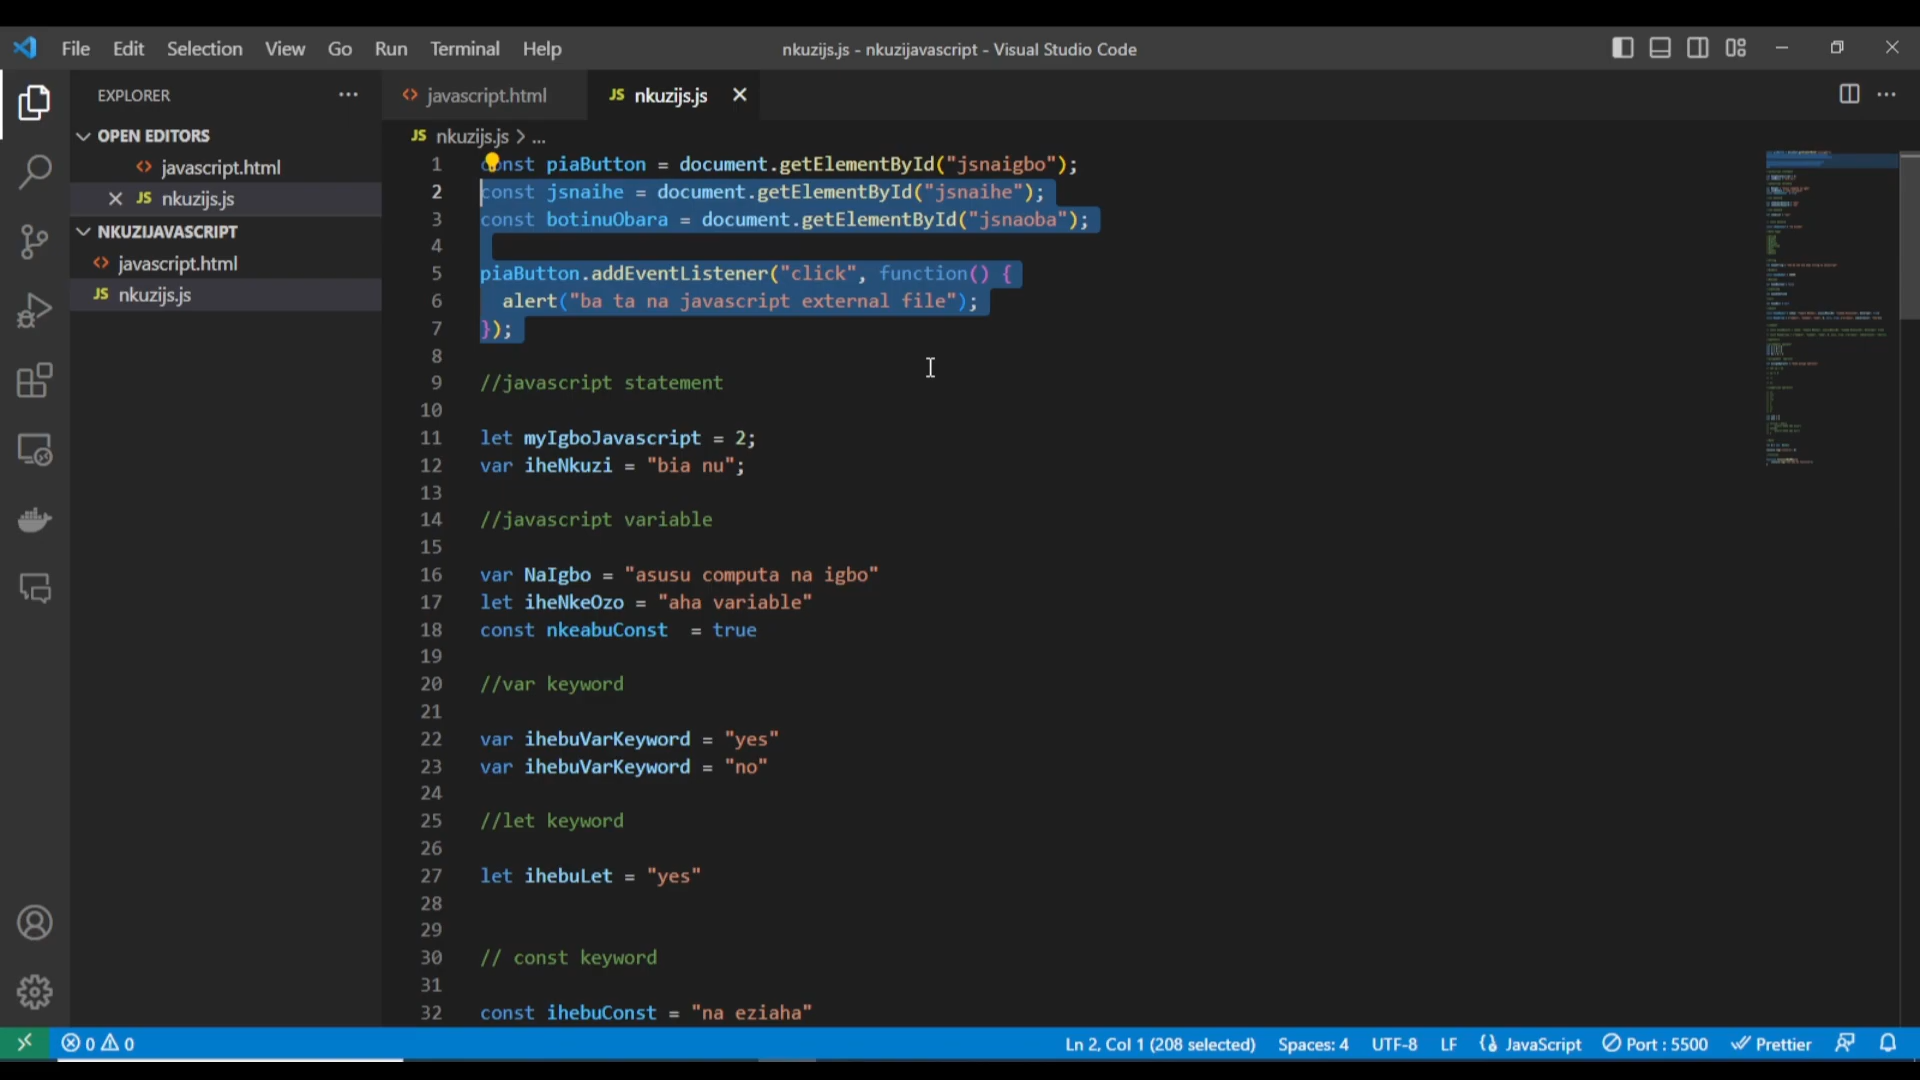 File Edit Selection View Go Run Terminal Help
nkuzijs.js - nkuzijavascript - Visual Studio Code
EXPLORER
OPEN EDITORS
javascript.html
JS nkuzijs.js
NKUZIJAVASCRIPT
javascript.html
JS nkuzijs.js
javascript.html
JS nkuzijs.js
JS nkuzijs.js > ...
1 const piaButton = document.getElementById("jsnaigbo");
2 const jsnaihe = document.getElementById("jsnaihe");
3 const botinuObara = document.getElementById("jsnaoba");
4
5 piaButton.addEventListener("click", function() {
6 alert("ba ta na javascript external file");
7 });
8
9 //javascript statement
10
11 let myIgboJavascript = 2;
12 var iheNkuzi = "bia nu";
13
14 //javascript variable
15
16 var NaIgbo = "asusu computa na igbo"
17 let iheNkeOzo = "aha variable"
18 const nkeabuConst = true
19
20 //var keyword
21
22 var ihebuVarKeyword = "yes"
23 var ihebuVarKeyword = "no"
24
25 //let keyword
26
27 let ihebuLet = "yes"
28
29
30 // const keyword
31
32 const ihebuConst = "na eziaha"
0 0
Ln 2, Col 1 (208 selected) Spaces: 4 UTF-8 LF JavaScript Port : 5500 Prettier